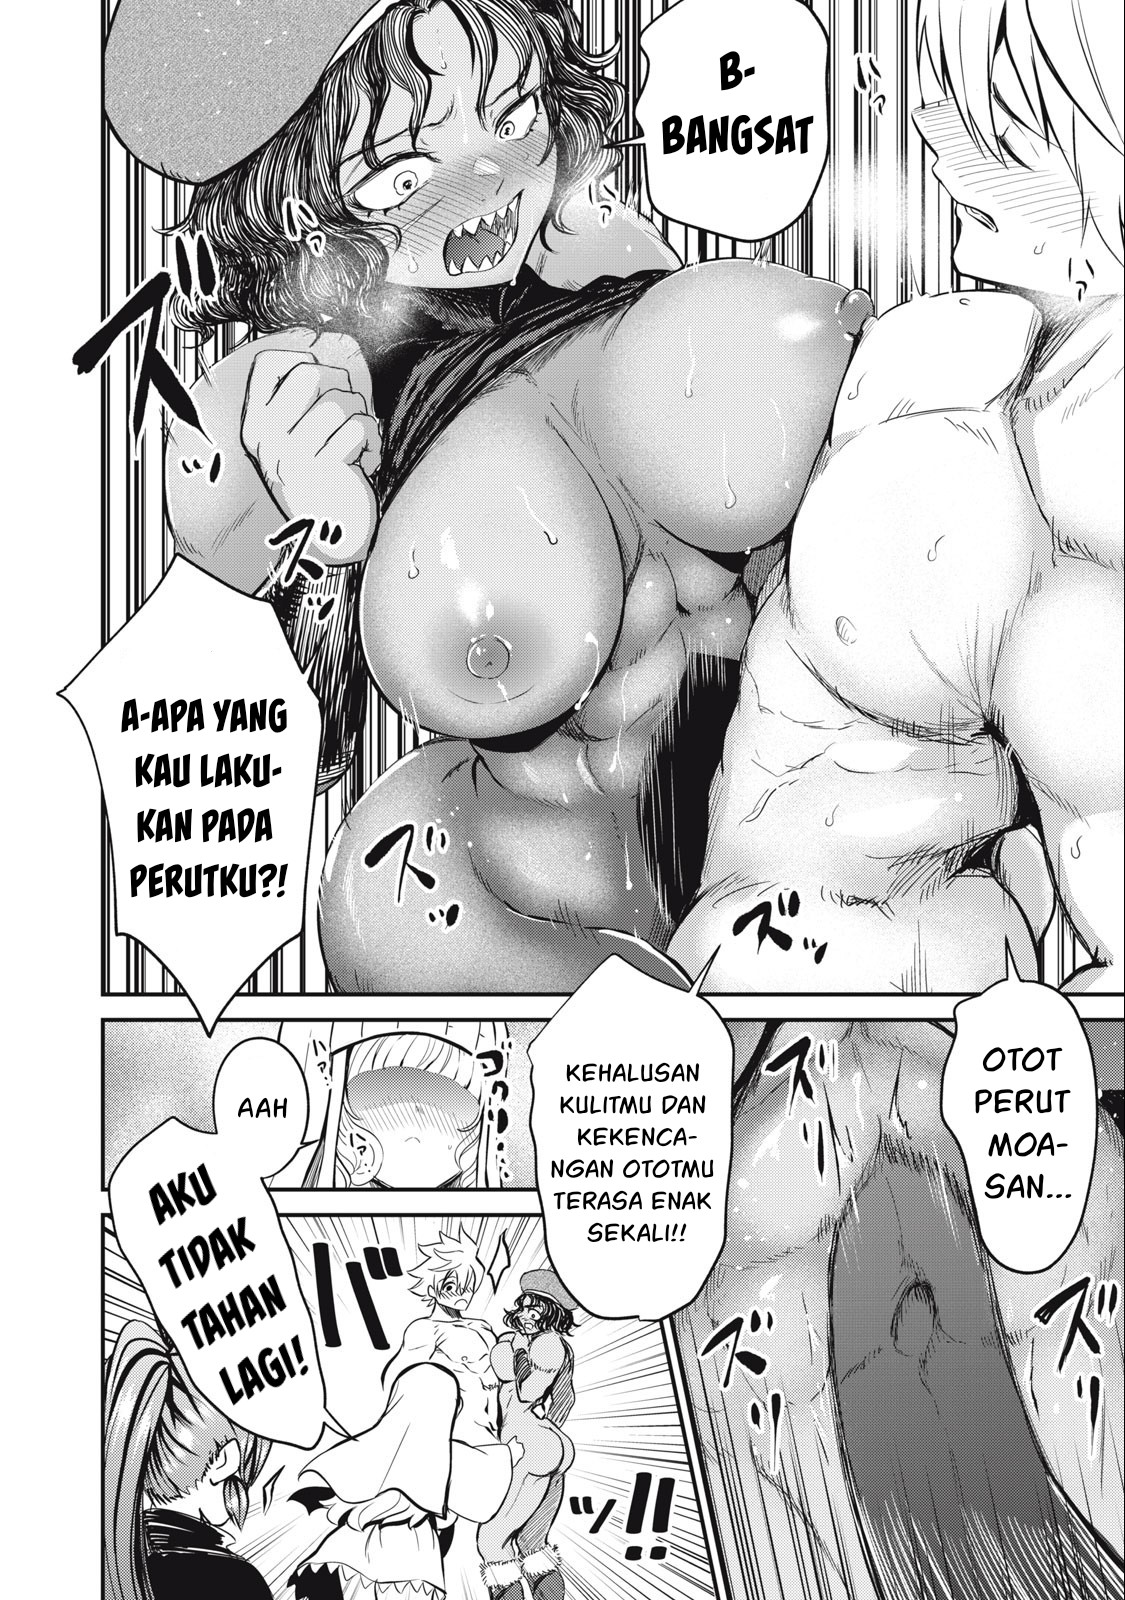 B-
BANGSAT
A-APA YANG
KAU LAKU-
KAN PADA
PERUTKU?!
OTOT
PERUT
MOA-
SAN...
KEHALUSAN
KULITMU DAN
KEKENCA-
NGAN OTOTMU
TERASA ENAK
SEKALI!!
AAH
AKU
TIDAK
TAHAN
LAGI!